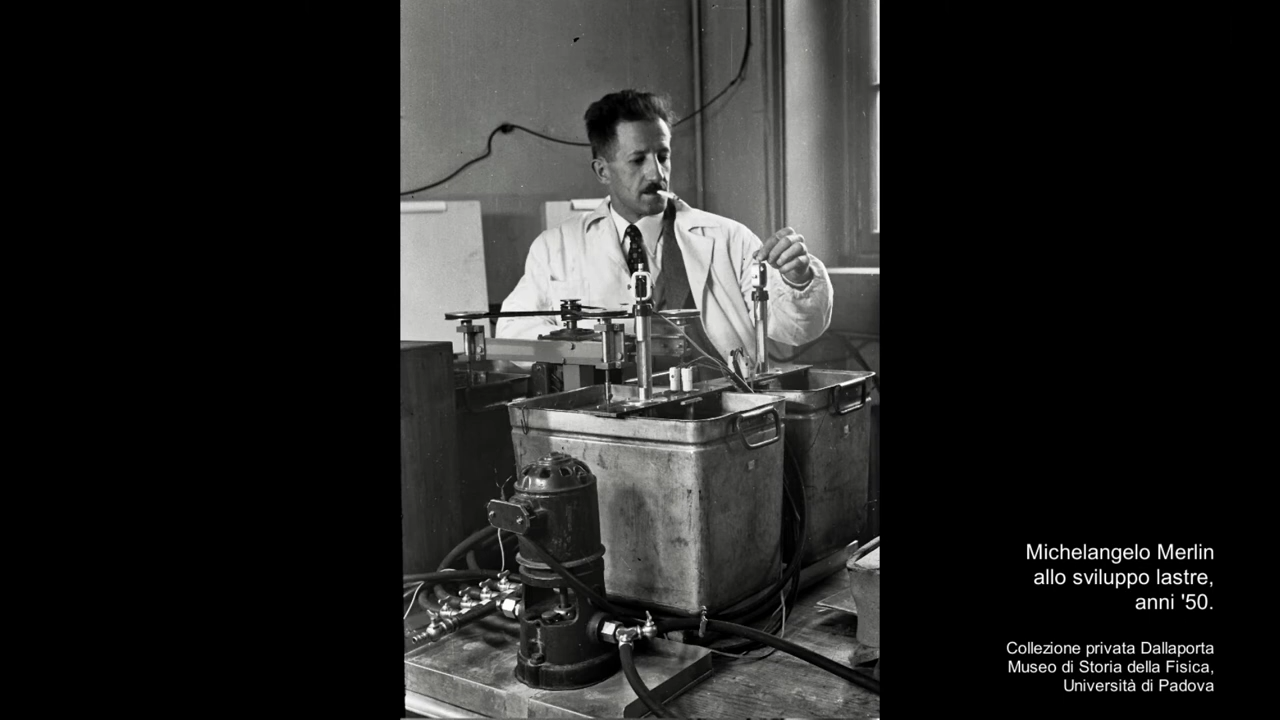 Michelangelo Merlin
allo sviluppo lastre,
anni '50.
Collezione privata Dallaporta
Museo di Storia della Fisica,
Università di Padova